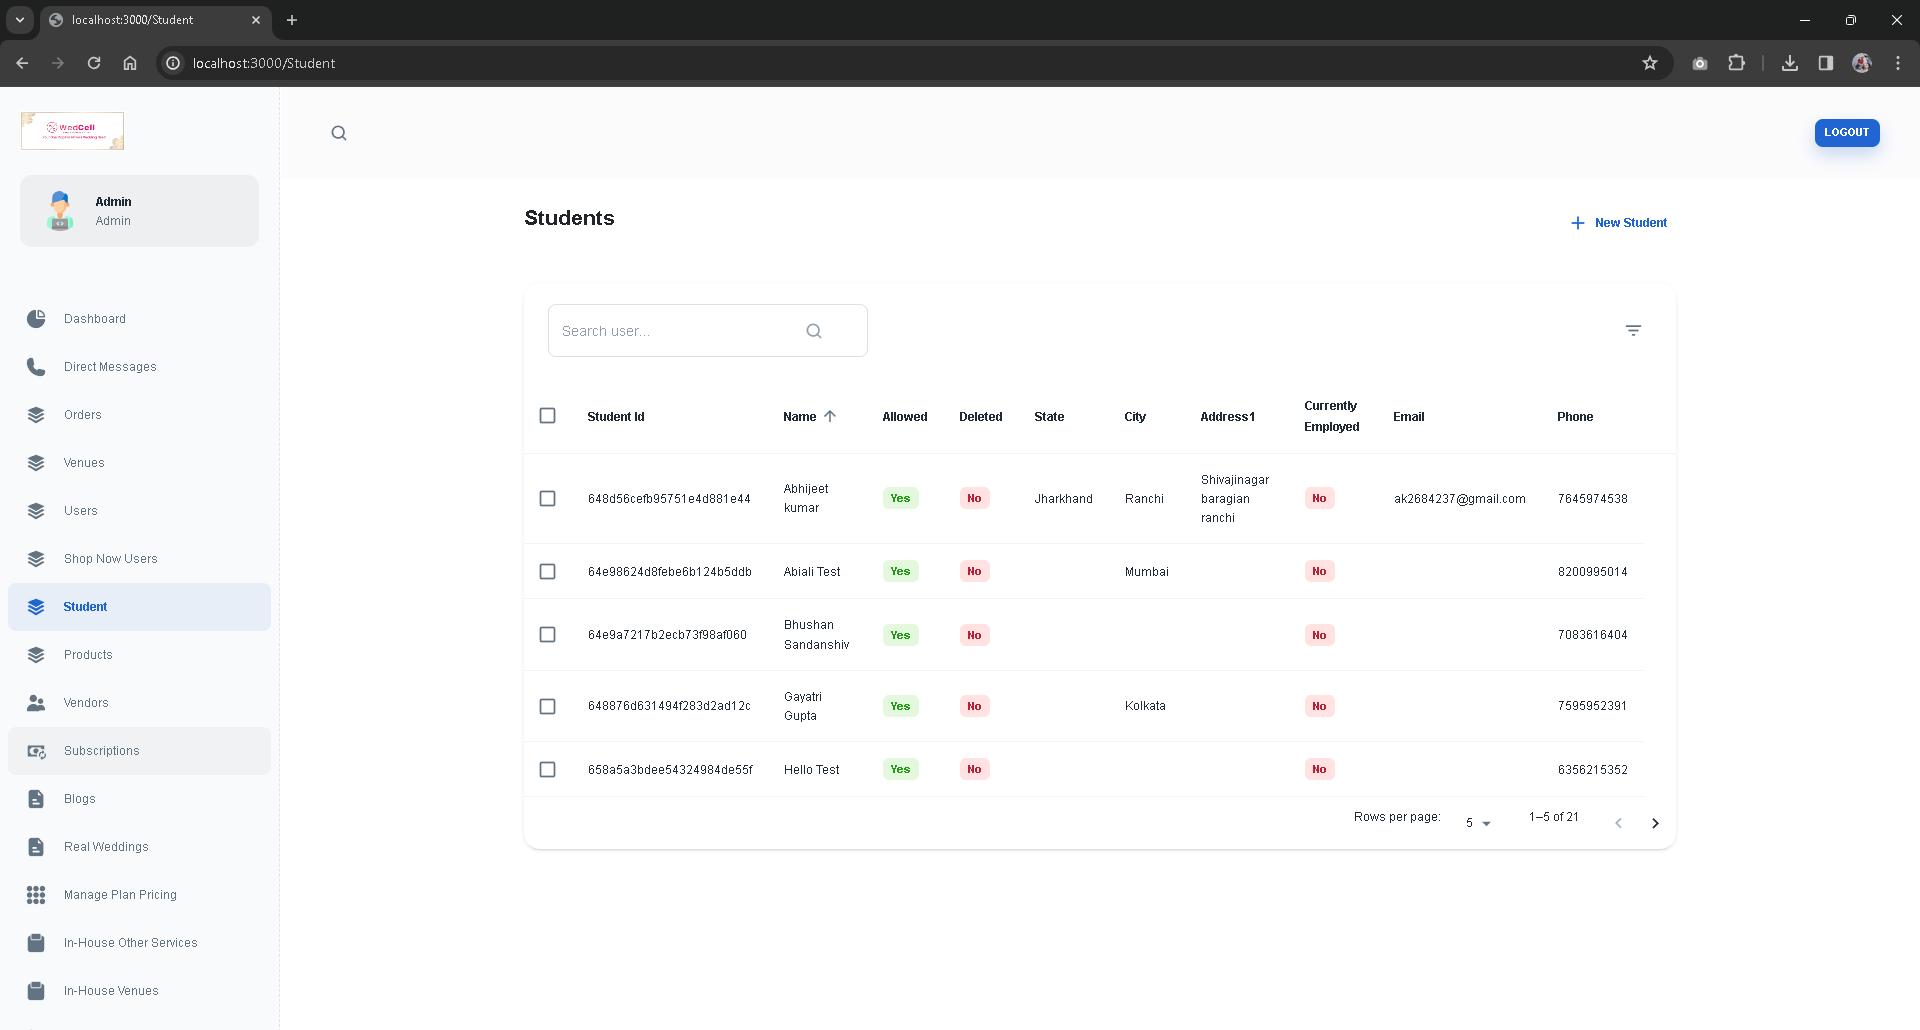 localhost:3000/Student
localhost:3000/Student
WedCell
LOGOUT
Admin
Admin
Students
New Student
Dashboard
Direct Messages
Orders
Venues
Users
Shop Now Users
Student
Products
Vendors
Subscriptions
Blogs
Real Weddings
Manage Plan Pricing
In-House Other Services
In-House Venues
Search user...
Student Id Name Allowed Deleted State City Address1 Currently Employed Email Phone
648d56cefb95751e4d881e44 Abhijeet kumar Yes No Jharkhand Ranchi Shivajinagar baragian ranchi No ak2684237@gmail.com 7645974538
64e98624d8febe6b124b5ddb Abiali Test Yes No Mumbai No 8200995014
64e9a7217b2ecb73f98af060 Bhushan Sandanshiv Yes No No 7083616404
648876d631494f283d2ad12c Gayatri Gupta Yes No Kolkata No 7595952391
658a5a3bdee54324984de55f Hello Test Yes No No 6356215352
Rows per page: 5 1–5 of 21